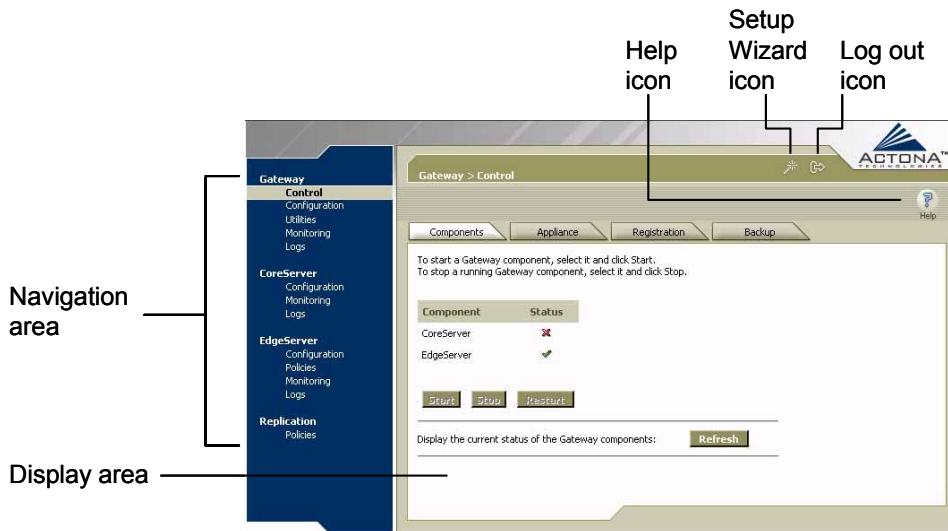 Help
icon
Setup
Wizard
icon
Log out
icon
Navigation
area
Display area
ACTONA™
TECHNOLOGIES
Gateway > Control
Help
Gateway
Control
Configuration
Utilities
Monitoring
Logs
CoreServer
Configuration
Monitoring
Logs
EdgeServer
Configuration
Policies
Monitoring
Logs
Replication
Policies
Components Appliance Registration Backup
To start a Gateway component, select it and click Start.
To stop a running Gateway component, select it and click Stop.
Component Status
CoreServer
EdgeServer
Start Stop Restart
Display the current status of the Gateway components: Refresh